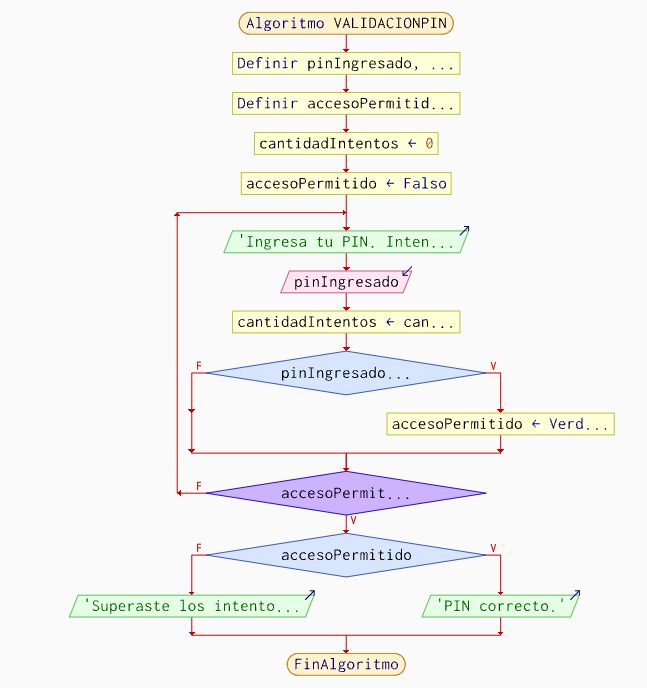 Algoritmo VALIDACIONPIN
Definir pinIngresado, ...
Definir accesoPermitid...
cantidadIntentos ← 0
accesoPermitido ← Falso
'Ingresa tu PIN. Inten...
pinIngresado
cantidadIntentos ← can...
F
pinIngresado...
V
accesoPermitido ← Verd...
F
accesoPermit...
V
F
accesoPermitido
V
'Superaste los intento...
'PIN correcto.'
FinAlgoritmo